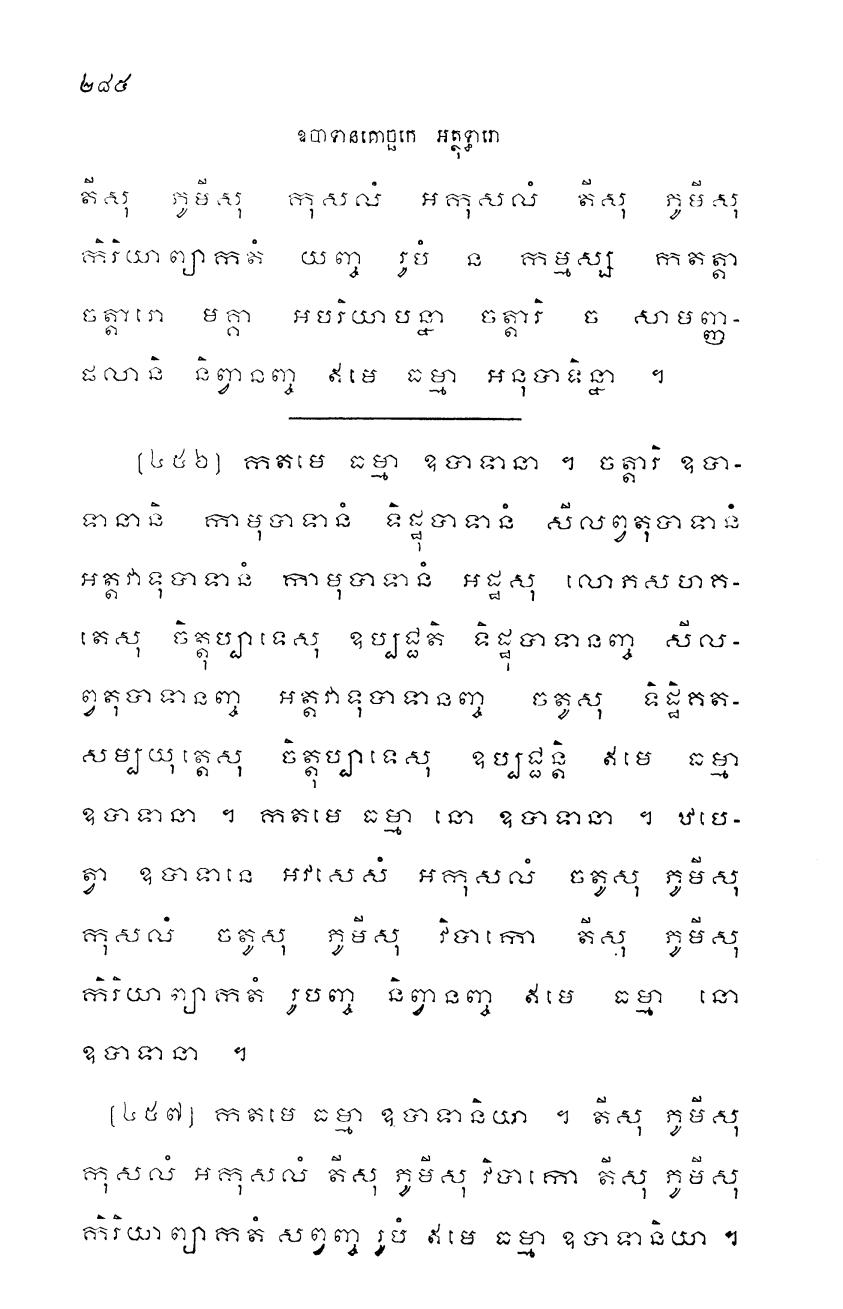 ២៨៥
ឧបាទានគោច្ឆកេ អត្ថុទ្ធារោ
តីសុ ភូមីសុ កុសលំ អកុសលំ តីសុ ភូមីសុ
កិរិយាព្យាកតំ យញ្ច រូបំ ន កម្មស្ស កតត្តា
ចត្តារោ មគ្គា អបរិយាបន្នា ចត្តារិ ច សាមញ្ញ-
ផលានិ និព្វានញ្ច ឥមេ ធម្មា អនុបាទិន្នា ។
(៤៥៦) កតមេ ធម្មា ឧបាទានា ។ ចត្តារិ ឧបា-
ទានានិ កាមុបាទានំ ទិដ្ឋុបាទានំ សីលព្វតុបាទានំ
អត្តវាទុបាទានំ កាមុបាទានំ អដ្ឋសុ លោភសហគ-
តេសុ ចិត្តុប្បាទេសុ ឧប្បជ្ជតិ ទិដ្ឋុបាទានញ្ច សីល-
ព្វតុបាទានញ្ច អត្តវាទុបាទានញ្ច ចតូសុ ទិដ្ឋិគត-
សម្បយុត្តេសុ ចិត្តុប្បាទេសុ ឧប្បជ្ជន្តិ ឥមេ ធម្មា
ឧបាទានា ។ កតមេ ធម្មា នោ ឧបាទានា ។ ឋបេ-
ត្វា ឧបាទានេ អវសេសំ អកុសលំ ចតូសុ ភូមីសុ
កុសលំ ចតូសុ ភូមីសុ វិបាកោ តីសុ ភូមីសុ
កិរិយាព្យាកតំ រូបញ្ច និព្វានញ្ច ឥមេ ធម្មា នោ
ឧបាទានា ។
(៤៥៧) កតមេ ធម្មា ឧបាទានិយា ។ តីសុ ភូមីសុ
កុសលំ អកុសលំ តីសុ ភូមីសុ វិបាកោ តីសុ ភូមីសុ
កិរិយាព្យាកតំ សព្វញ្ច រូបំ ឥមេ ធម្មា ឧបាទានិយា ។